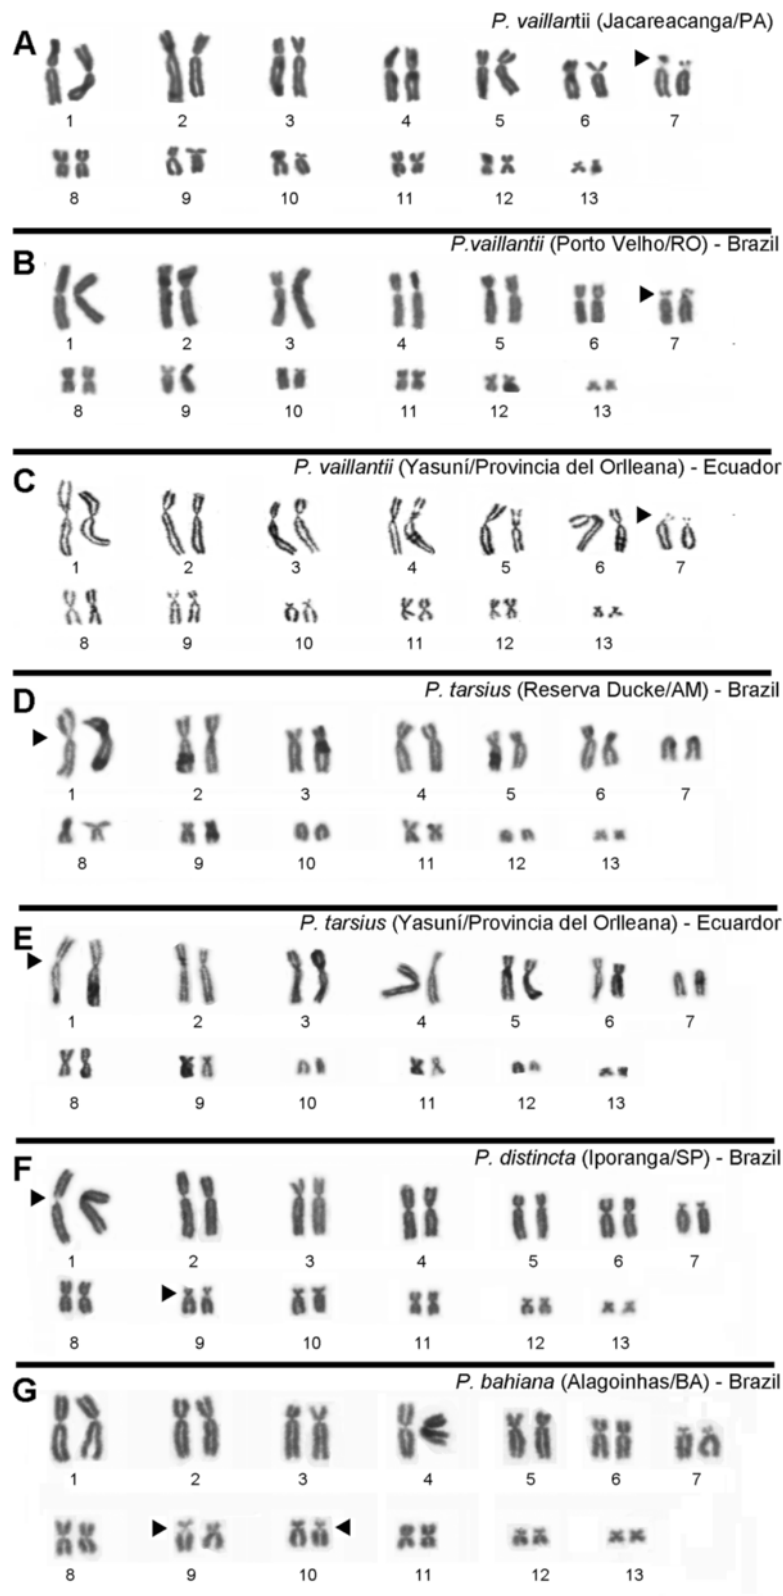 A
P. vaillantii (Jacareacanga/PA)
1 2 3 4 5 6 7
8 9 10 11 12 13
B
P.vaillantii (Porto Velho/RO) - Brazil
1 2 3 4 5 6 7
8 9 10 11 12 13
C
P. vaillantii (Yasuní/Provincia del Orlleana) - Ecuador
1 2 3 4 5 6 7
8 9 10 11 12 13
D
P. tarsius (Reserva Ducke/AM) - Brazil
1 2 3 4 5 6 7
8 9 10 11 12 13
E
P. tarsius (Yasuní/Provincia del Orlleana) - Ecuardor
1 2 3 4 5 6 7
8 9 10 11 12 13
F
P. distincta (Iporanga/SP) - Brazil
1 2 3 4 5 6 7
8 9 10 11 12 13
G
P. bahiana (Alagoinhas/BA) - Brazil
1 2 3 4 5 6 7
8 9 10 11 12 13